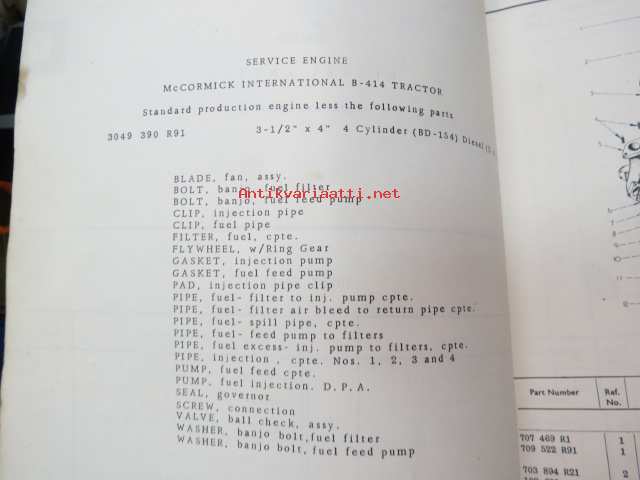 SERVICE ENGINE
McCORMICK INTERNATIONAL B-414 TRACTOR
Standard production engine less the following parts
3049 390 R91 3-1/2" x 4" 4 Cylinder (BD-154) Diesel
BLADE, fan, assy.
BOLT, banjo, fuel filter
BOLT, banjo, fuel feed pump
Antikvariaatti.net
CLIP, injection pipe
CLIP, fuel pipe
FILTER, fuel, cpte.
FLYWHEEL, w/Ring Gear
GASKET, injection pump
GASKET, fuel feed pump
PAD, injection pipe clip
PIPE, fuel- filter to inj. pump cpte.
PIPE, fuel- filter air bleed to return pipe cpte.
PIPE, fuel- spill pipe, cpte.
PIPE, fuel- feed pump to filters
PIPE, fuel excess- inj. pump to filters, cpte.
PIPE, injection , cpte. Nos. 1, 2, 3 and 4
PUMP, fuel feed cpte.
PUMP, fuel injection. D.P.A.
SEAL, governor
SCREW, connection
VALVE, ball check, assy.
WASHER, banjo bolt,fuel filter
WASHER, banjo bolt, fuel feed pump
Part Number Ref. No.
707 469 R1 1
709 522 R91 1
703 894 R21 2